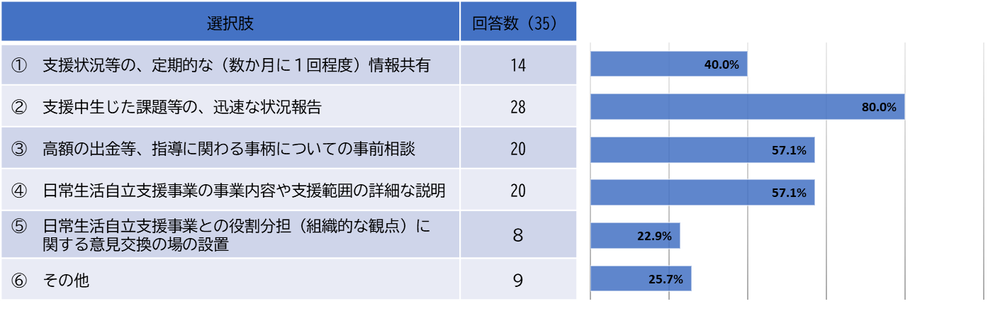 選択肢 回答数（35）
① 支援状況等の、定期的な（数か月に１回程度）情報共有 14 40.0%
② 支援中生じた課題等の、迅速な状況報告 28 80.0%
③ 高額の出金等、指導に関わる事柄についての事前相談 20 57.1%
④ 日常生活自立支援事業の事業内容や支援範囲の詳細な説明 20 57.1%
⑤ 日常生活自立支援事業との役割分担（組織的な観点）に
関する意見交換の場の設置 8 22.9%
⑥ その他 9 25.7%